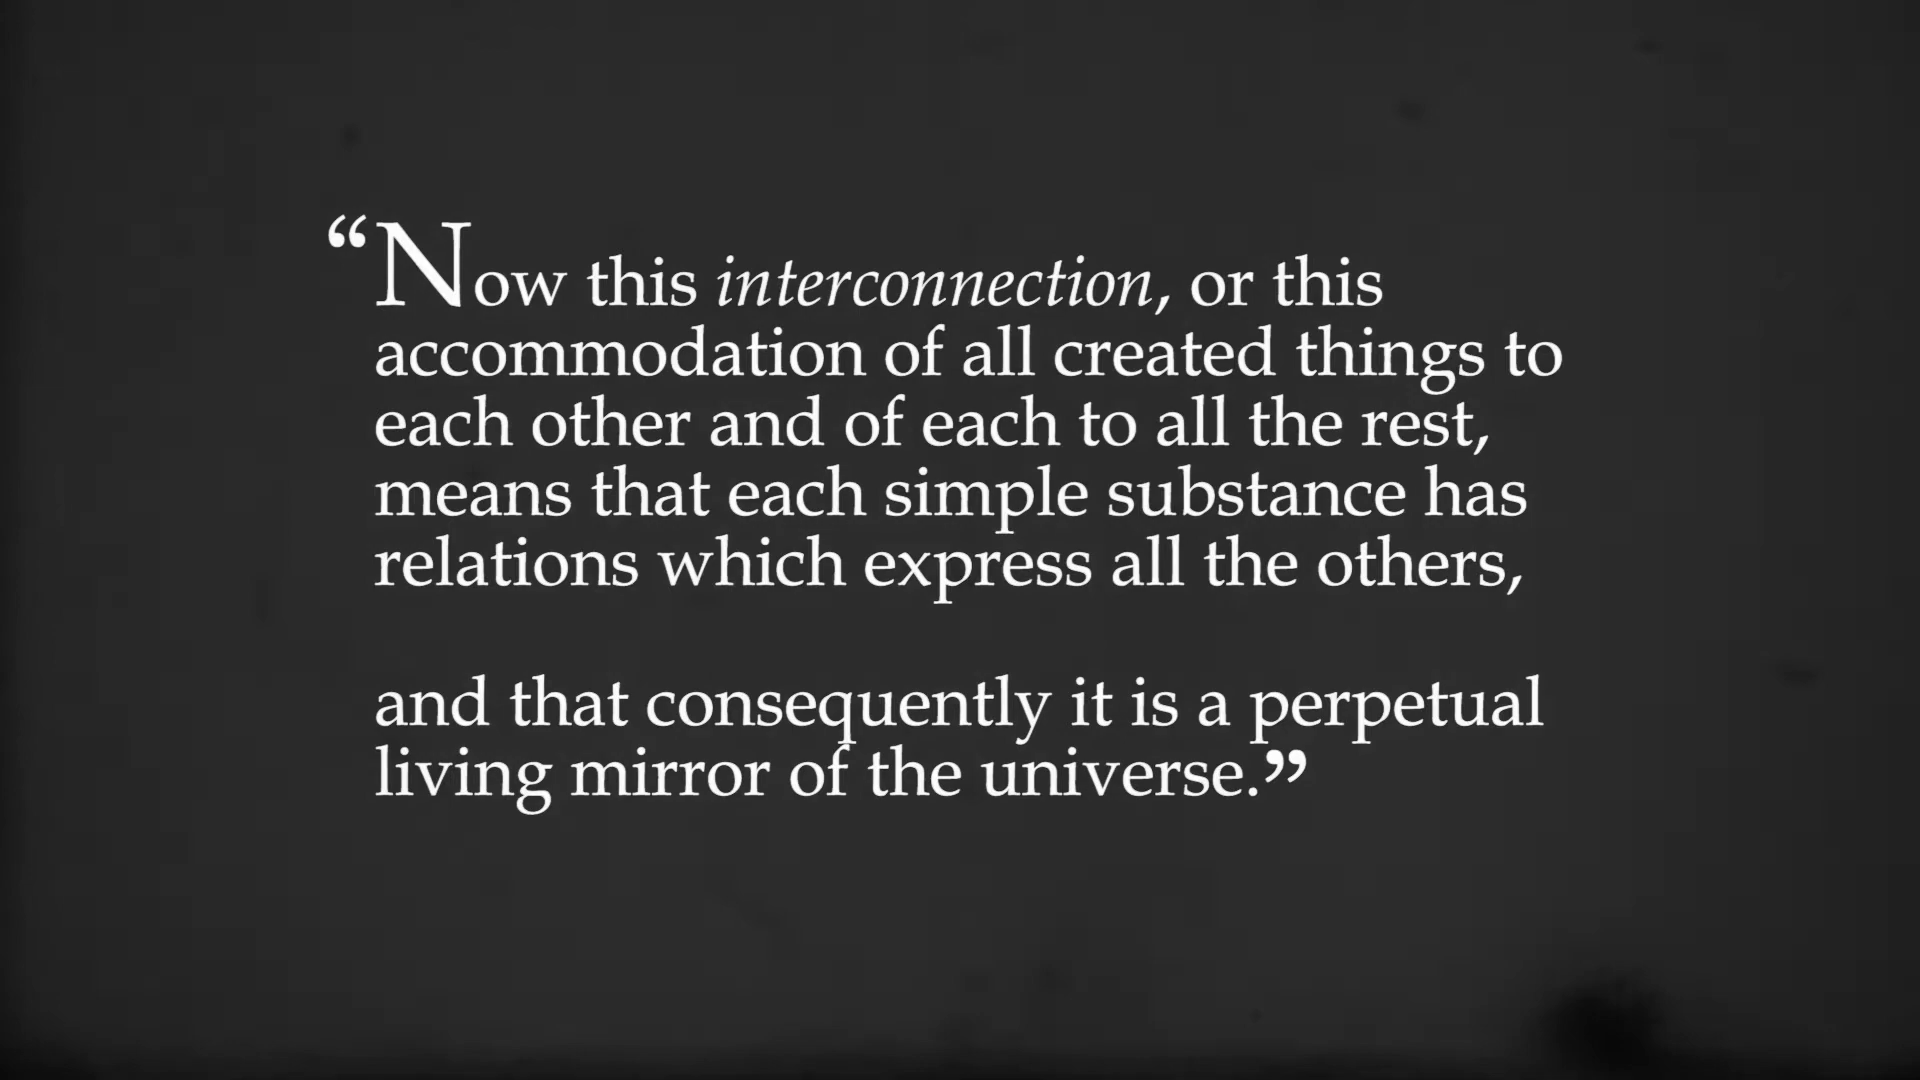 “Now this interconnection, or this
accommodation of all created things to
each other and of each to all the rest,
means that each simple substance has
relations which express all the others,
and that consequently it is a perpetual
living mirror of the universe.”